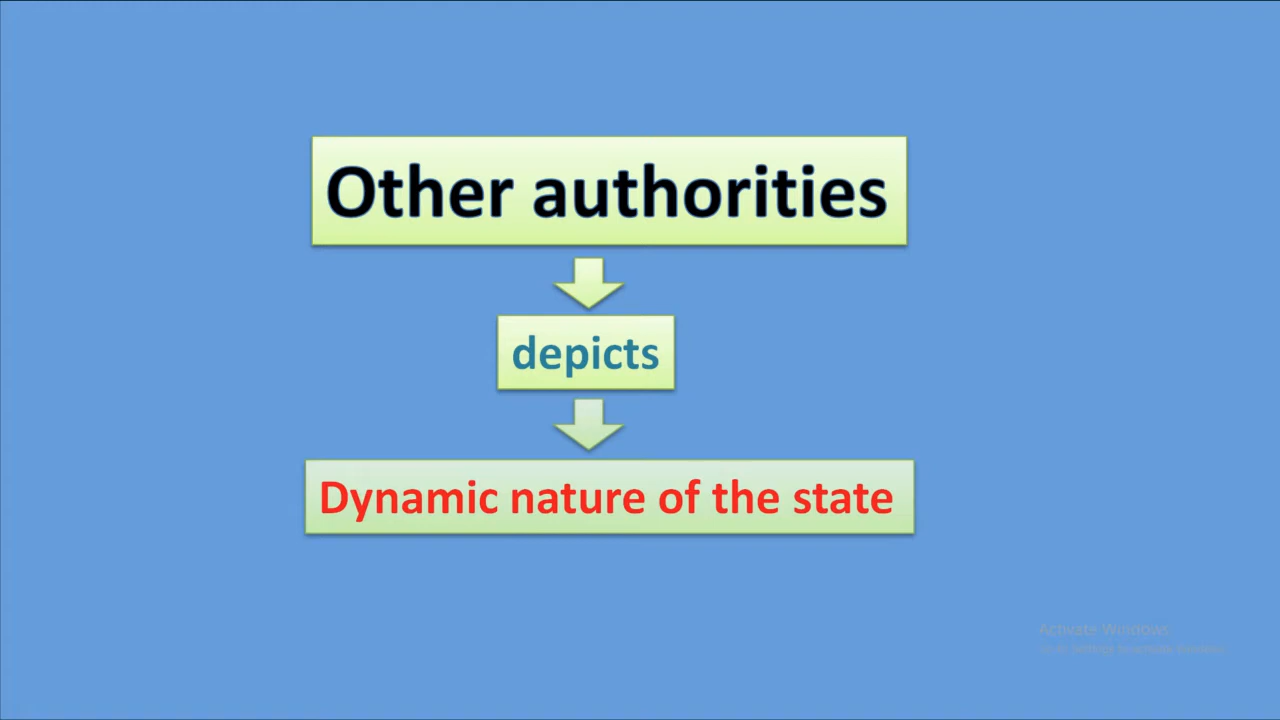 Other authorities
depicts
Dynamic nature of the state
Activate Windows